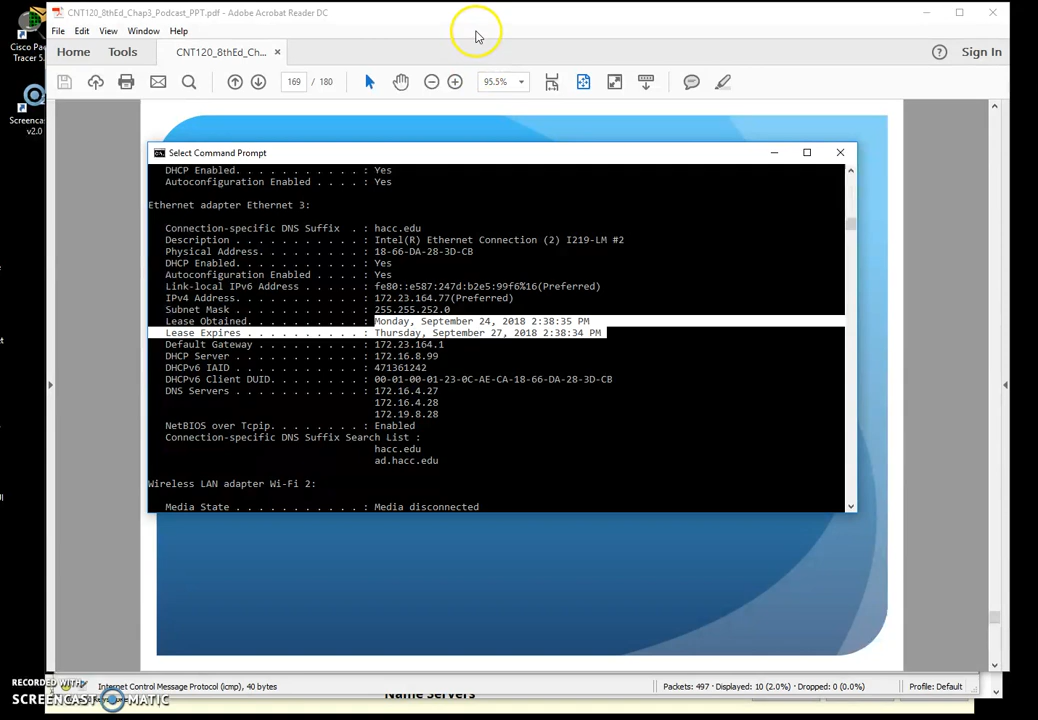 CNT120_8thEd_Chap3_Podcast_PPT.pdf - Adobe Acrobat Reader DC
File Edit View Window Help
Home Tools CNT120_8thEd_Ch... × Sign In
169 / 180 95.5%
Cisco Pa
Tracer 5.
Screenca
v2.0
Select Command Prompt
DHCP Enabled. . . . . . . . . . . : Yes
Autoconfiguration Enabled . . . . : Yes
Ethernet adapter Ethernet 3:
Connection-specific DNS Suffix . : hacc.edu
Description . . . . . . . . . . . : Intel(R) Ethernet Connection (2) I219-LM #2
Physical Address. . . . . . . . . : 18-66-DA-28-3D-CB
DHCP Enabled. . . . . . . . . . . : Yes
Autoconfiguration Enabled . . . . : Yes
Link-local IPv6 Address . . . . . : fe80::e587:247d:b2e5:99f6%16(Preferred)
IPv4 Address. . . . . . . . . . . : 172.23.164.77(Preferred)
Subnet Mask . . . . . . . . . . . : 255.255.252.0
Lease Obtained. . . . . . . . . . : Monday, September 24, 2018 2:38:35 PM
Lease Expires . . . . . . . . . . : Thursday, September 27, 2018 2:38:34 PM
Default Gateway . . . . . . . . . : 172.23.164.1
DHCP Server . . . . . . . . . . . : 172.16.8.99
DHCPv6 IAID . . . . . . . . . . . : 471361242
DHCPv6 Client DUID. . . . . . . . : 00-01-00-01-23-0C-AE-CA-18-66-DA-28-3D-CB
DNS Servers . . . . . . . . . . . : 172.16.4.27
172.16.4.28
172.19.8.28
NetBIOS over Tcpip. . . . . . . . : Enabled
Connection-specific DNS Suffix Search List :
hacc.edu
ad.hacc.edu
Wireless LAN adapter Wi-Fi 2:
Media State . . . . . . . . . . . : Media disconnected
RECORDED WITH
SCREENCAST MATIC
Internet Control Message Protocol (icmp), 40 bytes Packets: 497 · Displayed: 10 (2.0%) · Dropped: 0 (0.0%) Profile: Default
Name Servers